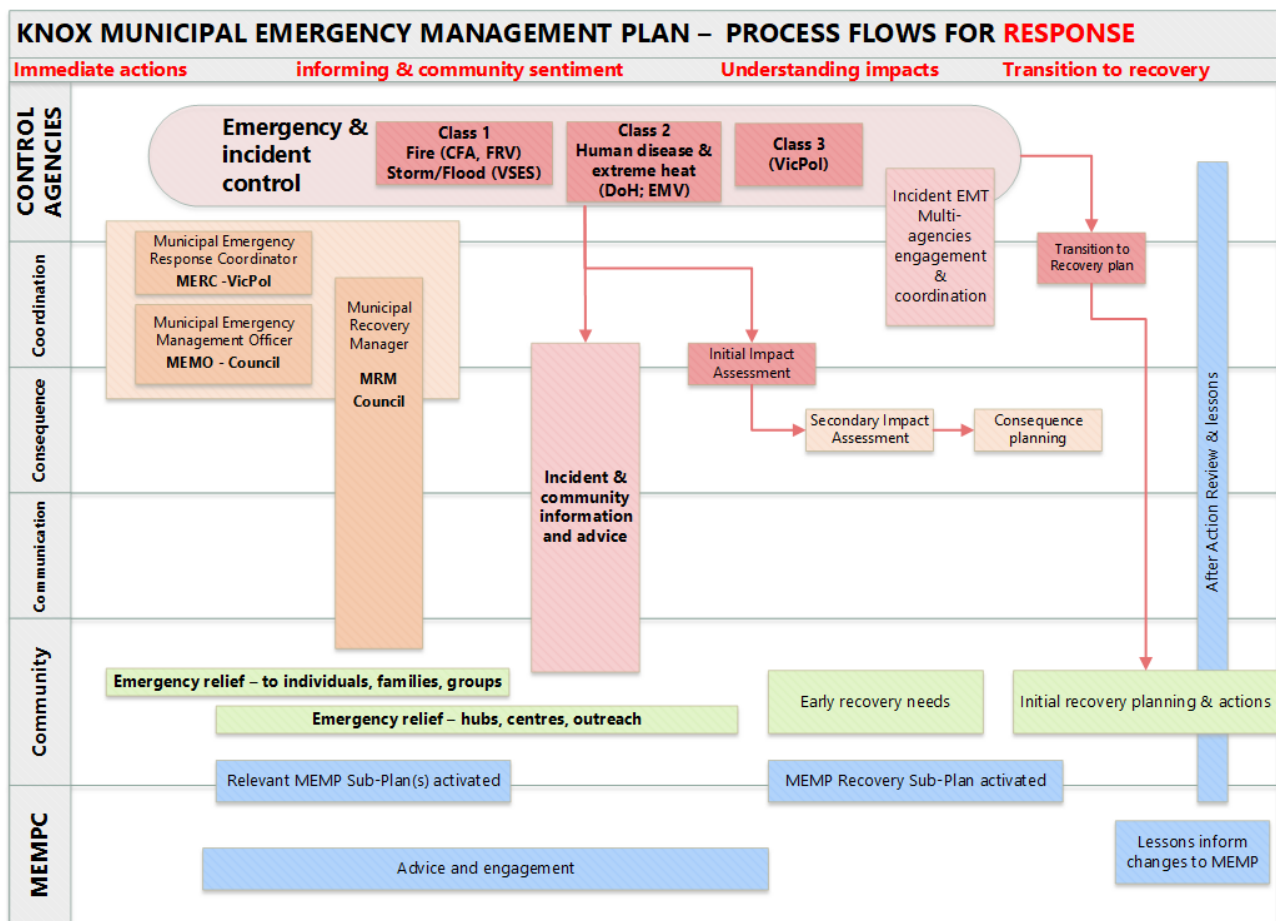 KNOX MUNICIPAL EMERGENCY MANAGEMENT PLAN – PROCESS FLOWS FOR RESPONSE
Immediate actions
informing & community sentiment
Understanding impacts
Transition to recovery
CONTROL
AGENCIES
Emergency &
incident
control
Class 1
Fire (CFA, FRV)
Storm/Flood (VSES)
Class 2
Human disease &
extreme heat
(DoH; EMV)
Class 3
(VicPol)
Incident EMT
Multi-
agencies
engagement
&
coordination
Transition to
Recovery plan
Coordination
Municipal Emergency
Response Coordinator
MERC -VicPol
Municipal Emergency
Management Officer
MEMO - Council
Municipal
Recovery
Manager
MRM
Council
Initial Impact
Assessment
Consequence
Secondary Impact
Assessment
Consequence
planning
Incident &
community
information
and advice
After Action Review & lessons
Communication
Community
Emergency relief – to individuals, families, groups
Emergency relief – hubs, centres, outreach
Early recovery needs
Initial recovery planning & actions
Relevant MEMP Sub-Plan(s) activated
MEMP Recovery Sub-Plan activated
MEMPC
Advice and engagement
Lessons inform
changes to MEMP